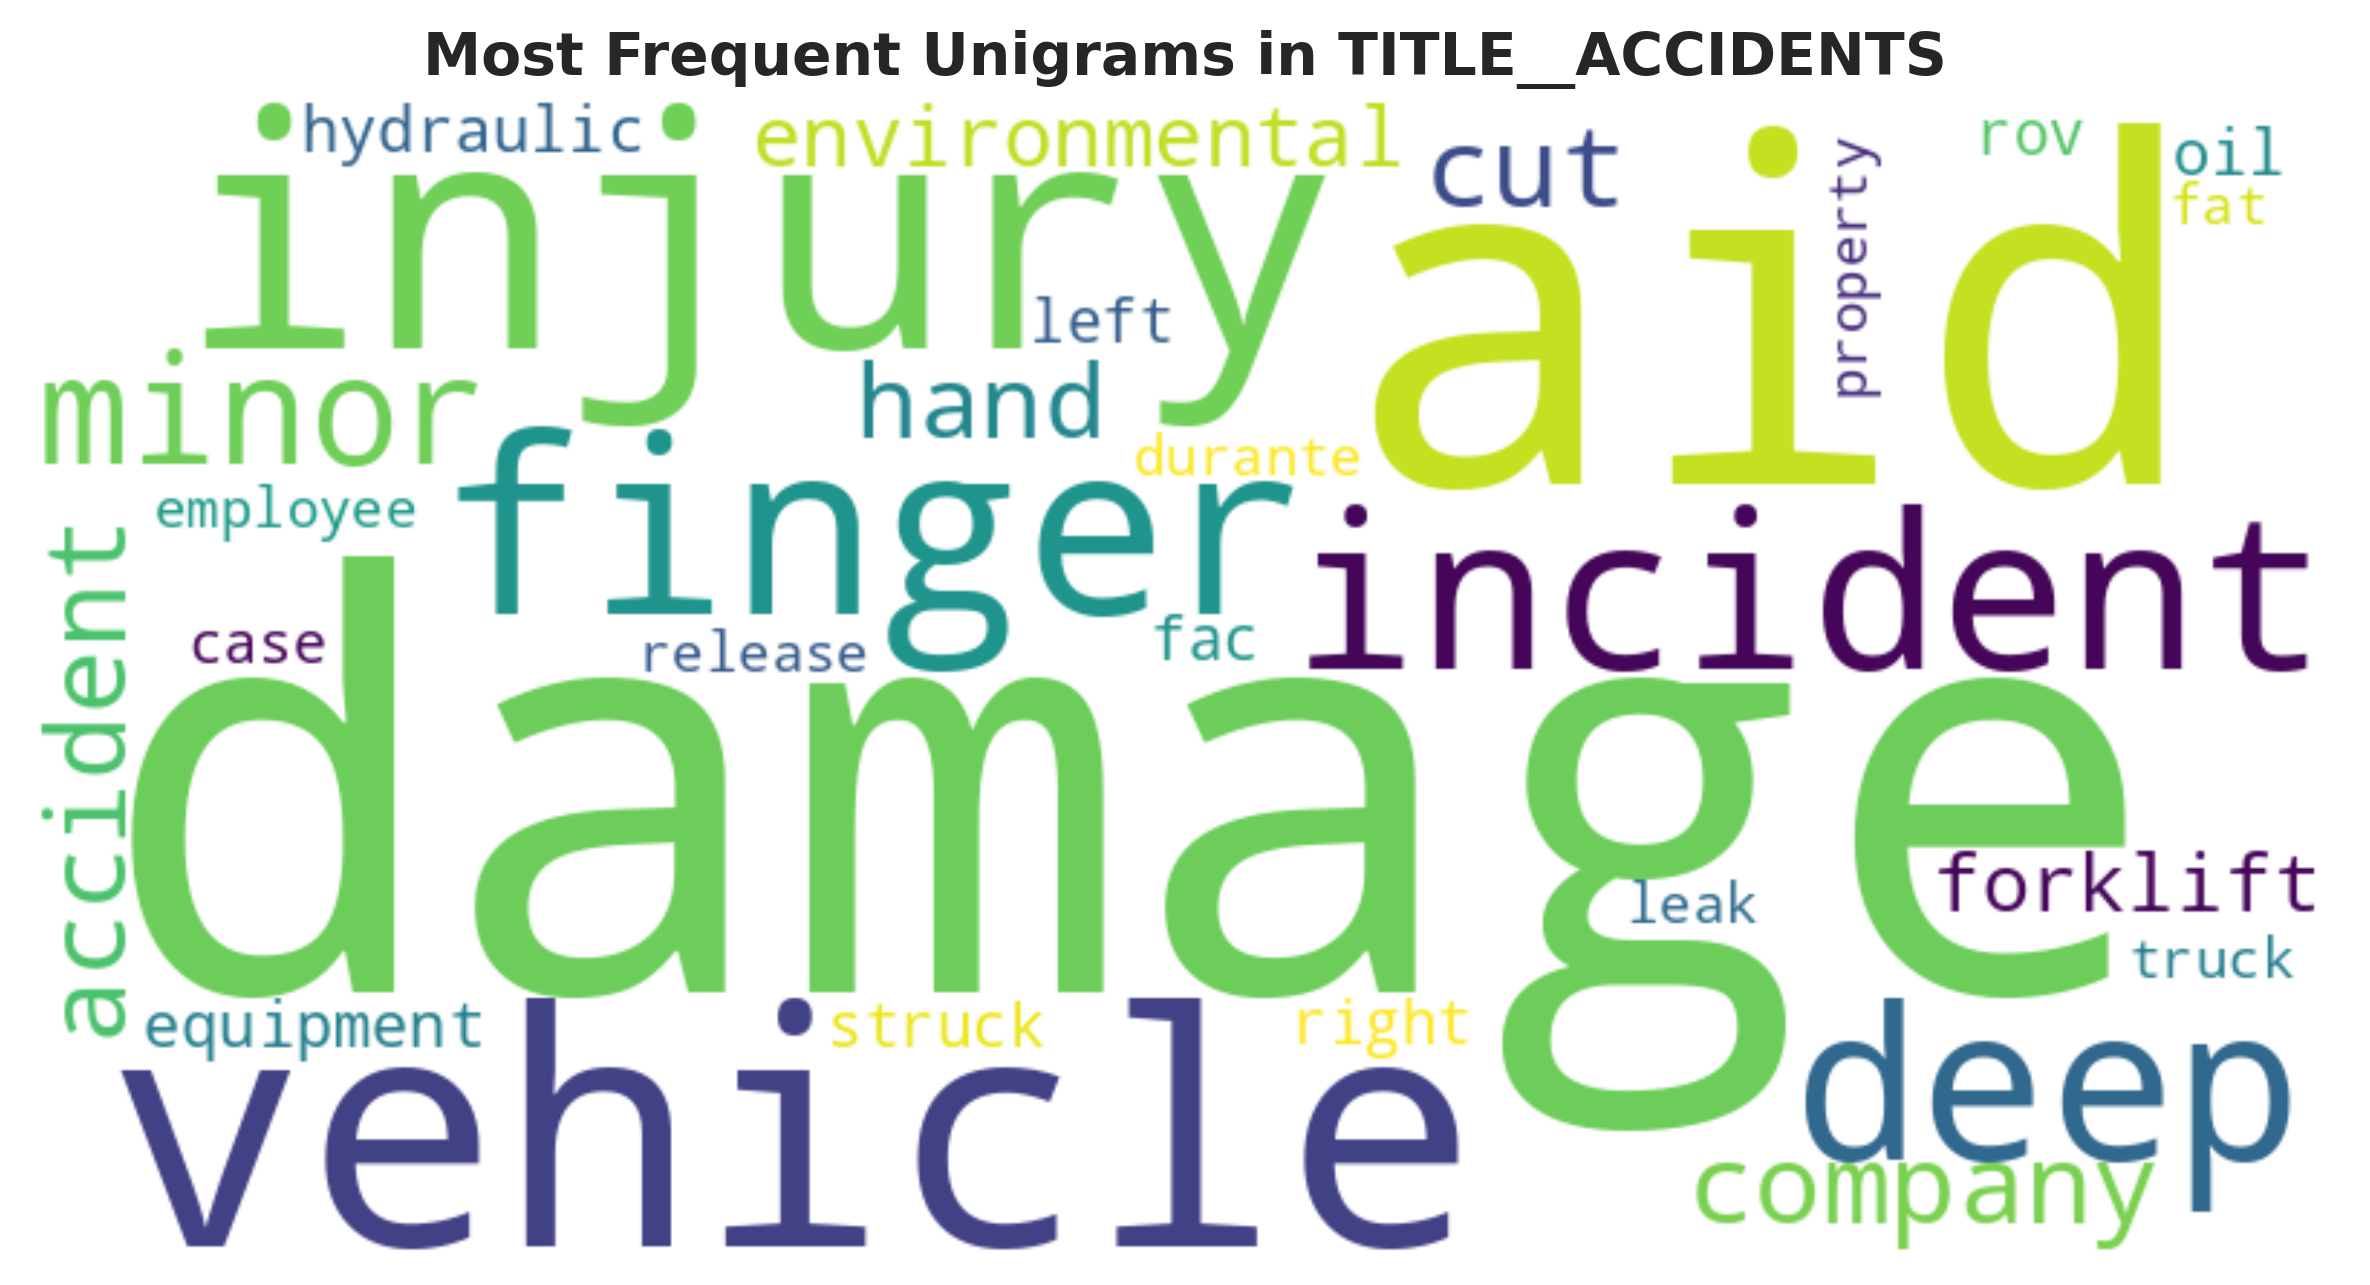 Most Frequent Unigrams in TITLE__ACCIDENTS
hydraulic
environmental
cut
rov
oil
fat
property
injury
aid
left
minor
hand
durante
employee
finger
incident
accident
case
release
fac
damage
leak
forklift
truck
equipment
struck
right
vehicle
deep
company